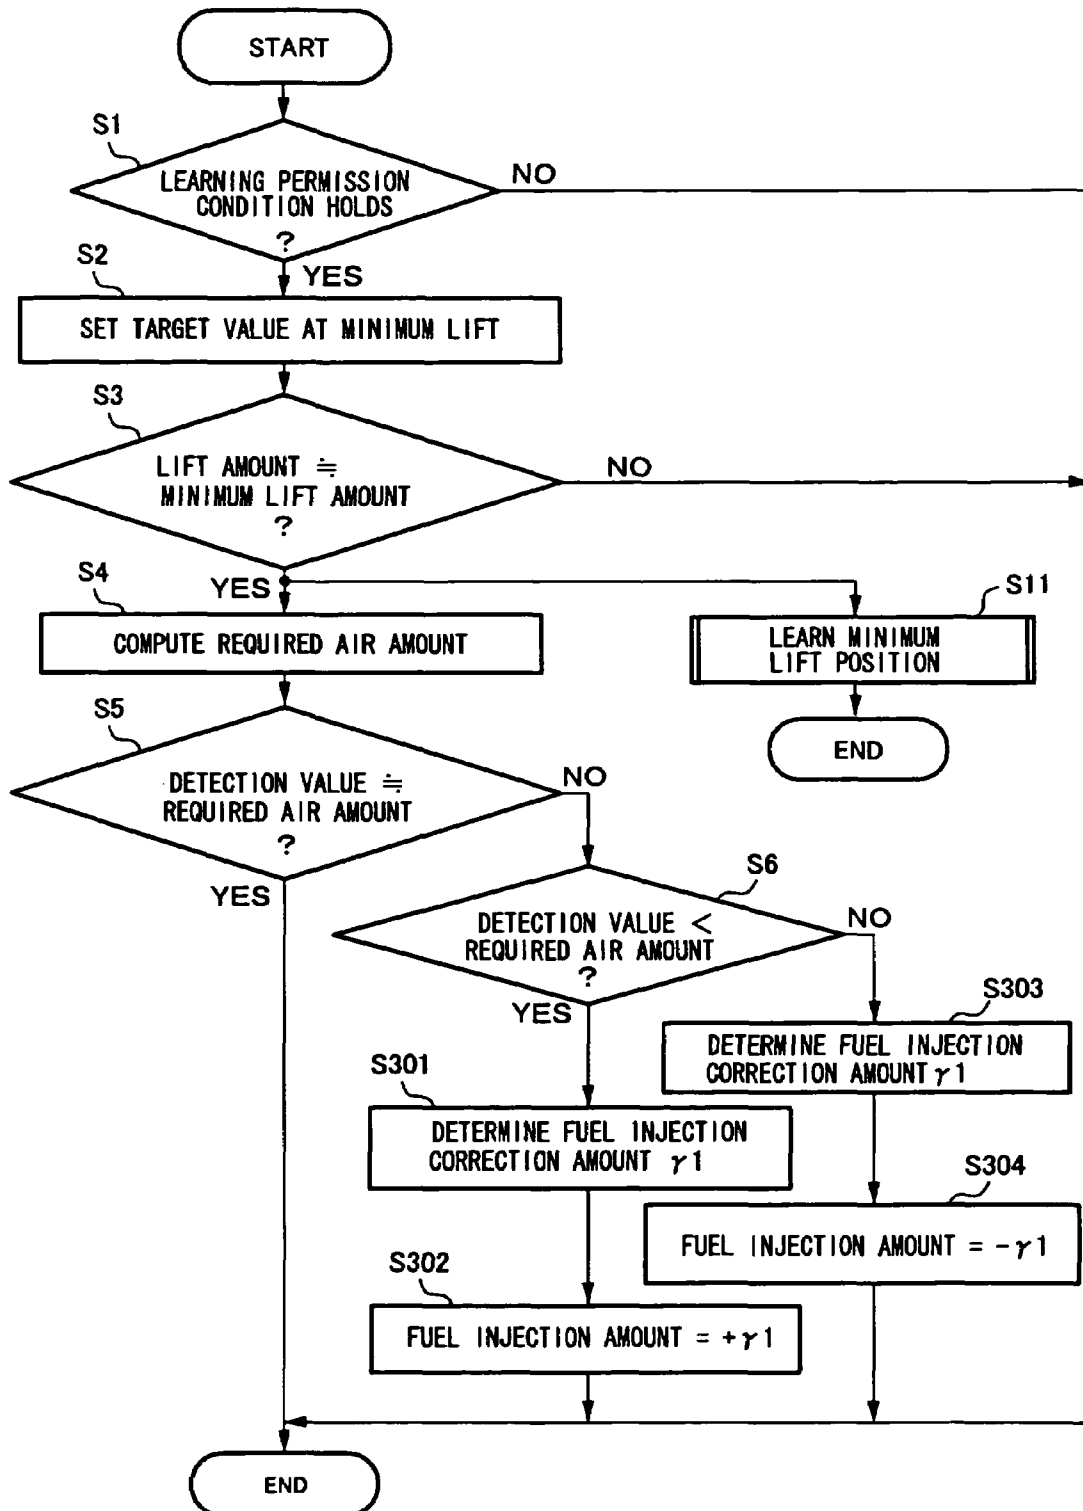 START
S1
LEARNING PERMISSION
CONDITION HOLDS
?
NO
YES
S2
SET TARGET VALUE AT MINIMUM LIFT
S3
LIFT AMOUNT ≒
MINIMUM LIFT AMOUNT
?
NO
YES
S4
COMPUTE REQUIRED AIR AMOUNT
S11
LEARN MINIMUM
LIFT POSITION
END
S5
DETECTION VALUE ≒
REQUIRED AIR AMOUNT
?
NO
YES
S6
DETECTION VALUE <
REQUIRED AIR AMOUNT
?
NO
YES
S303
DETERMINE FUEL INJECTION
CORRECTION AMOUNT γ1
S301
DETERMINE FUEL INJECTION
CORRECTION AMOUNT γ1
S304
FUEL INJECTION AMOUNT = -γ1
S302
FUEL INJECTION AMOUNT = +γ1
END